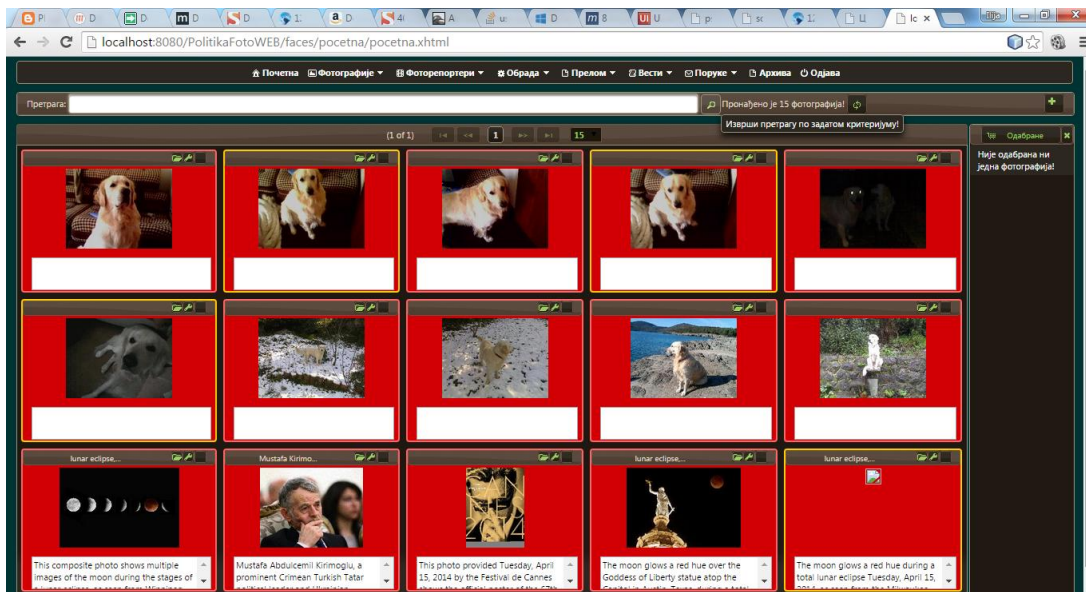 localhost:8080/PolitikaFotoWEB/faces/pocetna/pocetna.xhtml
Почетна Фотографије Фоторепортери Обрада Прелом Вести Поруке Архива Одјава
Претрага: Пронађено је 15 фотографија!
Изврши претрагу по задатом критеријуму!
(1 of 1) 1 15
Одабране
Није одабрана ни
једна фотографија!
lunar eclipse,...
This composite photo shows multiple
images of the moon during the stages of
Mustafa Kirimo...
Mustafa Abdulcemil Kirimoglu, a
prominent Crimean Turkish Tatar
This photo provided Tuesday, April
15, 2014 by the Festival de Cannes
lunar eclipse,...
The moon glows a red hue over the
Goddess of Liberty statue atop the
lunar eclipse,...
The moon glows a red hue during a
total lunar eclipse Tuesday, April 15,